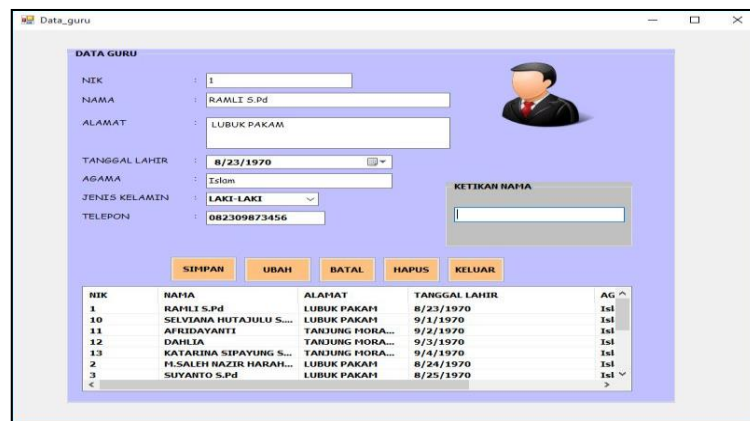 Data_guru
DATA GURU
NIK : 1
NAMA : RAMLI S.Pd
ALAMAT : LUBUK PAKAM
TANGGAL LAHIR : 8/23/1970
AGAMA : Islam
JENIS KELAMIN : LAKI-LAKI
TELEPON : 082309873456
KETIKAN NAMA
SIMPAN UBAH BATAL HAPUS KELUAR
NIK NAMA ALAMAT TANGGAL LAHIR AG
1 RAMLI S.Pd LUBUK PAKAM 8/23/1970 Isl
10 SELVIANA HUTAJULU S.... LUBUK PAKAM 9/1/1970 Isl
11 AFRIDAYANTI TANJUNG MORA... 9/2/1970 Isl
12 DAHLIA TANJUNG MORA... 9/3/1970 Isl
13 KATARINA SIPAYUNG S... TANJUNG MORA... 9/4/1970 Isl
2 M.SALEH NAZIR HARAH... LUBUK PAKAM 8/24/1970 Isl
3 SUYANTO S.Pd LUBUK PAKAM 8/25/1970 Isl